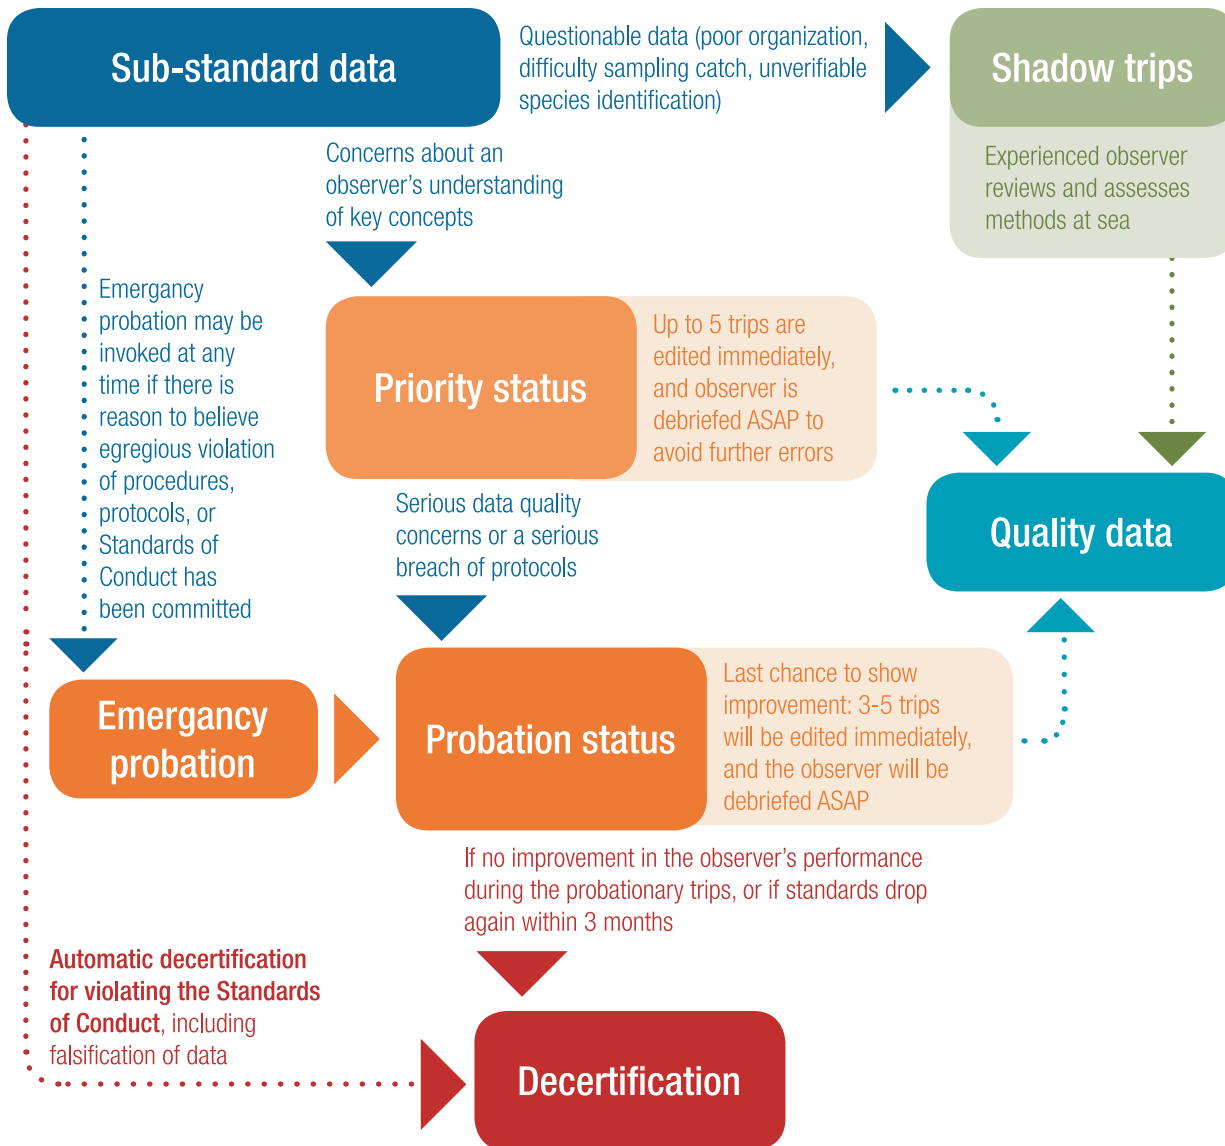 Sub-standard data
Questionable data (poor organization,
difficulty sampling catch, unverifiable
species identification)
Shadow trips
Experienced observer
reviews and assesses
methods at sea
Concerns about an
observer’s understanding
of key concepts
Emergancy
probation may be
invoked at any
time if there is
reason to believe
egregious violation
of procedures,
protocols, or
Standards of
Conduct has
been committed
Priority status
Up to 5 trips are
edited immediately,
and observer is
debriefed ASAP to
avoid further errors
Quality data
Serious data quality
concerns or a serious
breach of protocols
Emergancy
probation
Probation status
Last chance to show
improvement: 3-5 trips
will be edited immediately,
and the observer will be
debriefed ASAP
If no improvement in the observer’s performance
during the probationary trips, or if standards drop
again within 3 months
Automatic decertification
for violating the Standards
of Conduct, including
falsification of data
Decertification